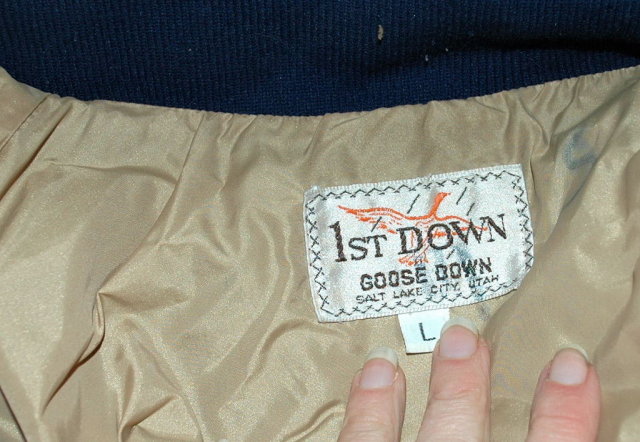 1ST DOWN
GOOSE DOWN
SALT LAKE CITY, UTAH
L